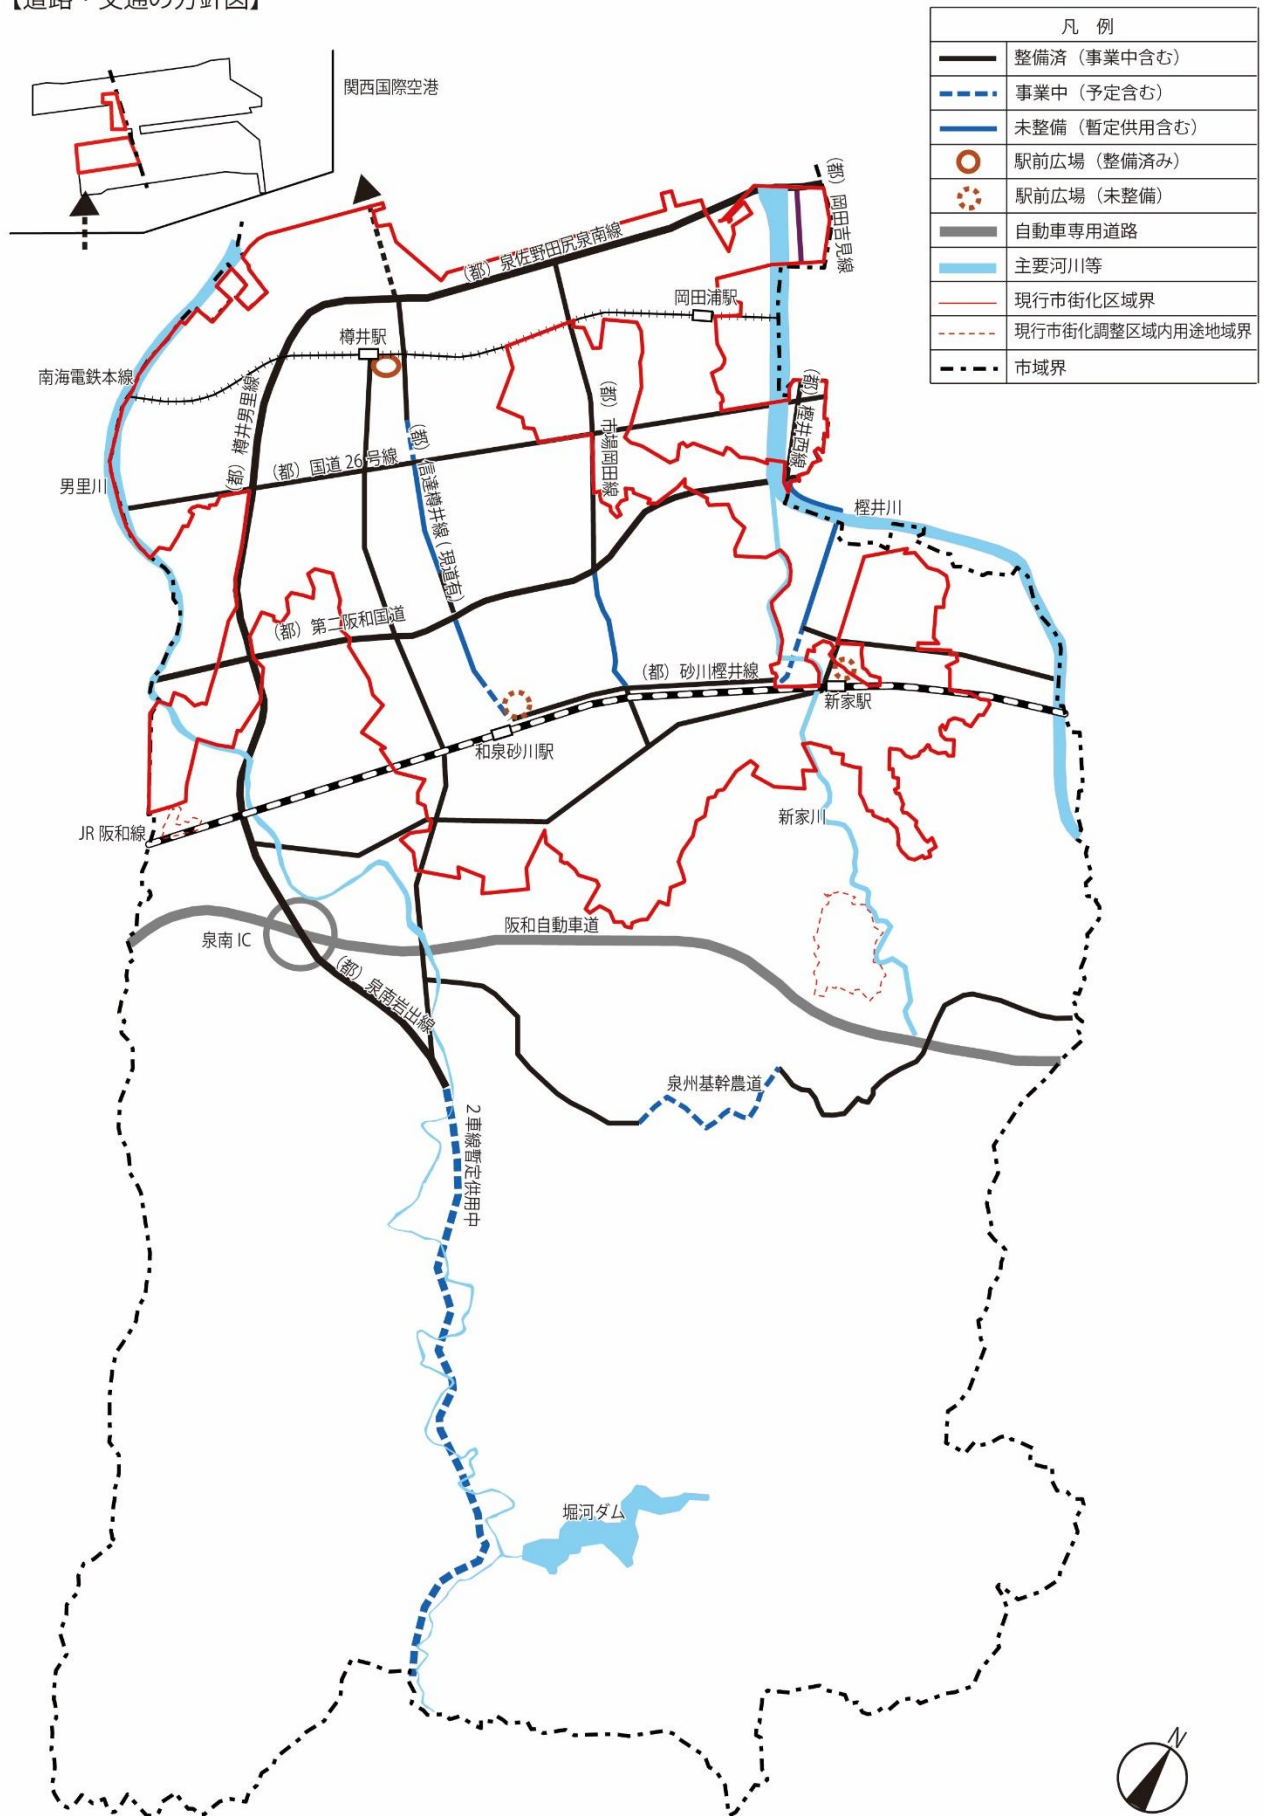 【道路・交通の方針図】
凡 例
整備済（事業中含む）
事業中（予定含む）
未整備（暫定供用含む）
駅前広場（整備済み）
駅前広場（未整備）
自動車専用道路
主要河川等
現行市街化区域界
現行市街化調整区域内用途地域界
市域界
関西国際空港
（都）岡田吉見線
（都）泉佐野田尻泉南線
岡田浦駅
樽井駅
南海電鉄本線
（都）樽井男里線
（都）市場岡田線
（都）樫井西線
（都）国道 26 号線
（都）信達樽井線（現道有）
男里川
樫井川
（都）第二阪和国道
（都）砂川樫井線
新家駅
和泉砂川駅
新家川
JR 阪和線
阪和自動車道
泉南 IC
（都）泉南岩出線
泉州基幹農道
2車線暫定供用中
堀河ダム
N